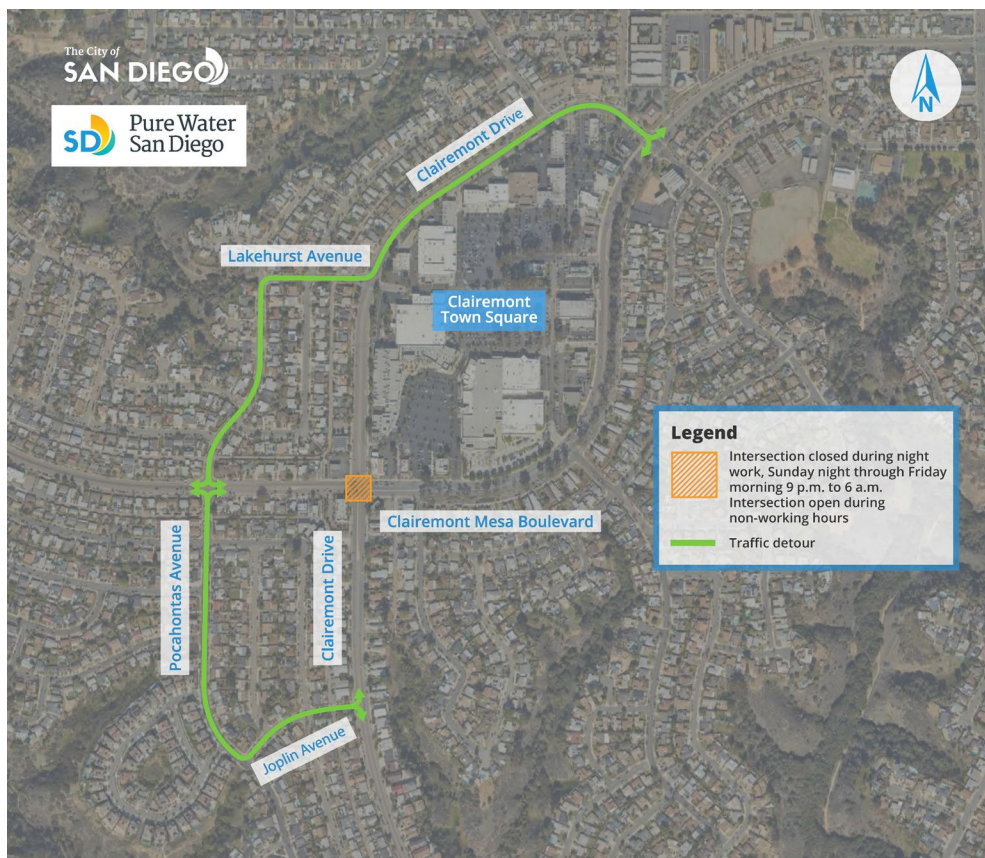 The City of
SAN DIEGO
SD
Pure Water
San Diego
N
Clairemont Drive
Lakehurst Avenue
Clairemont
Town Square
Legend
Intersection closed during night
work, Sunday night through Friday
morning 9 p.m. to 6 a.m.
Intersection open during
non-working hours
Traffic detour
Clairemont Mesa Boulevard
Pocahontas Avenue
Clairemont Drive
Joplin Avenue